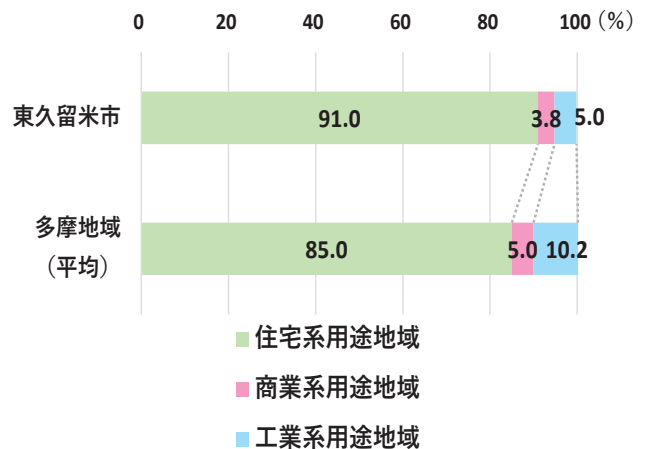 0 20 40 60 80 100（%）
東久留米市 91.0 3.8 5.0
多摩地域
（平均） 85.0 5.0 10.2
住宅系用途地域
商業系用途地域
工業系用途地域